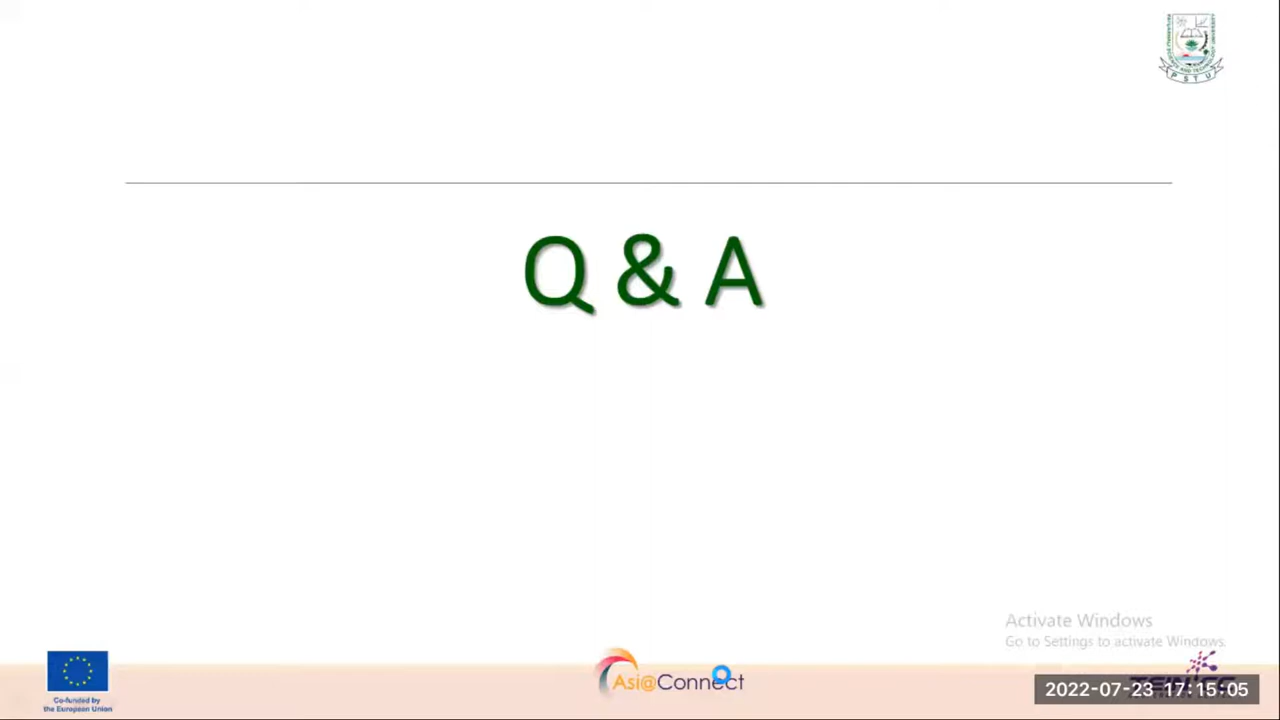 PSTU
Q & A
Activate Windows
Go to Settings to activate Windows.
Co-funded by
the European Union
Asi@Connect
2022-07-23 17:15:05